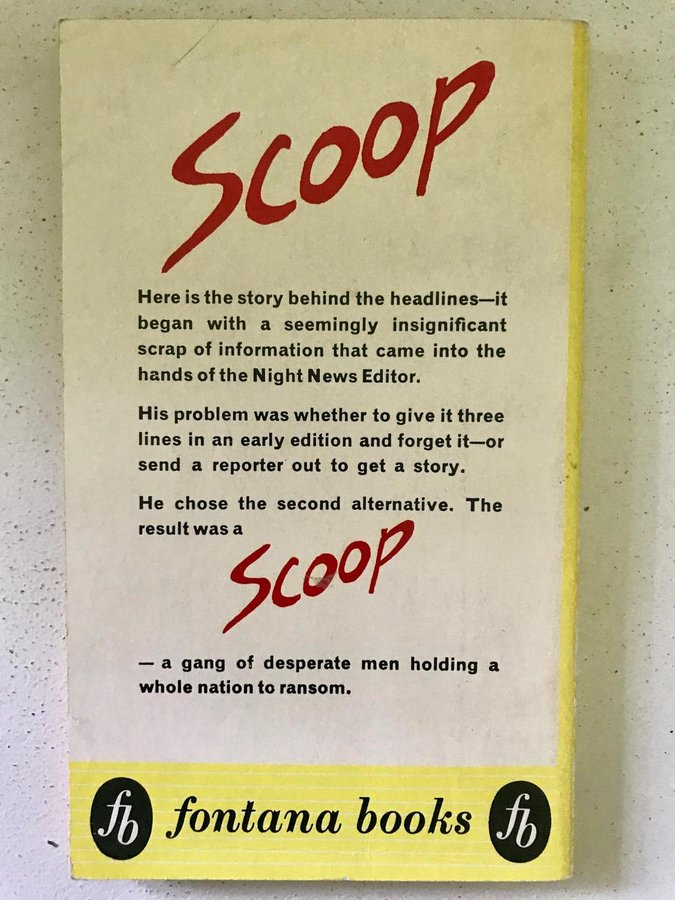 Scoop
Here is the story behind the headlines—it
began with a seemingly insignificant
scrap of information that came into the
hands of the Night News Editor.
His problem was whether to give it three
lines in an early edition and forget it—or
send a reporter out to get a story.
He chose the second alternative. The
result was a
Scoop
— a gang of desperate men holding a
whole nation to ransom.
fb fontana books fb